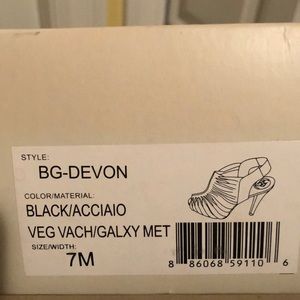 STYLE:
BG-DEVON
COLOR/MATERIAL:
BLACK/ACCIAIO
VEG VACH/GALXY MET
SIZE/WIDTH:
7M
8 86068 59110 6